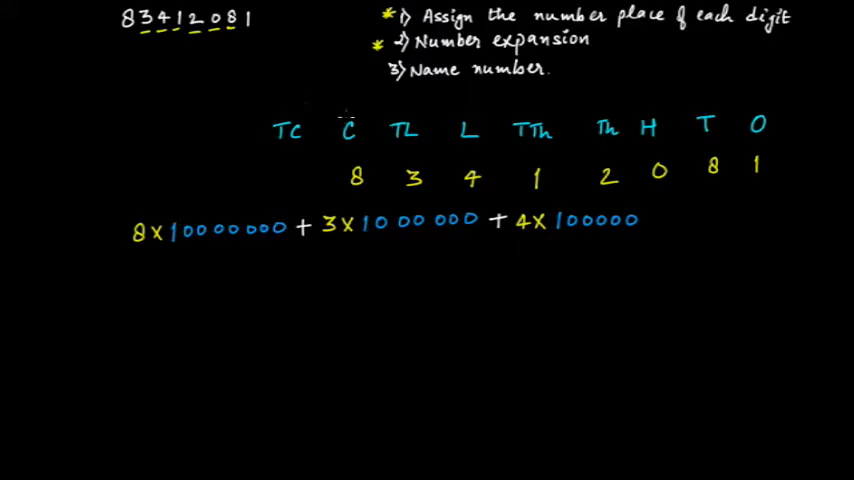 83412081
* 1) Assign the number place of each digit
* 2) Number expansion
3) Name number.
TC C TL L TTh Th H T O
8 3 4 1 2 0 8 1
8×10000000 + 3×1000000 + 4×100000